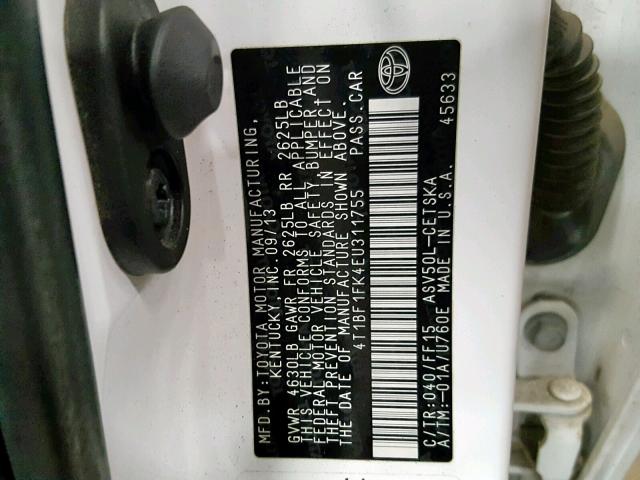 MFD.BY:TOYOTA MOTOR MANUFACTURING,
KENTUCKY,INC.09/13
GVWR 4630LB GAWR FR 2625LB RR 2625LB
THIS VEHICLE CONFORMS TO ALL APPLICABLE
FEDERAL MOTOR VEHICLE SAFETY, BUMPER,AND
THEFT PREVENTION STANDARDS IN EFFECT ON
THE DATE OF MANUFACTURE SHOWN ABOVE.
4T1BF1FK4EU311755 PASS.CAR
C/TR:040/FF15 ASV50L-CETSKA
A/TM:-01A/U760E MADE IN U.S.A. 45633